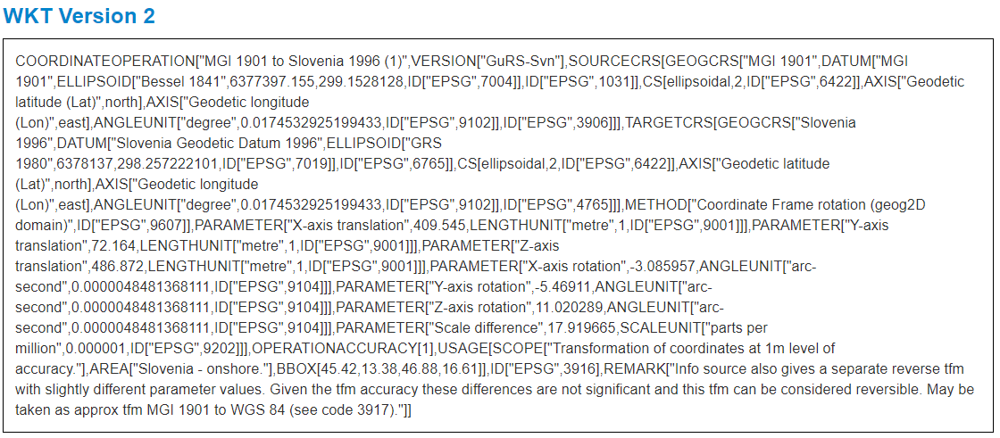 WKT Version 2
COORDINATEOPERATION["MGI 1901 to Slovenia 1996 (1)",VERSION["GuRS-Svn"],SOURCECRS[GEOGCRS["MGI 1901",DATUM["MGI
1901",ELLIPSOID["Bessel 1841",6377397.155,299.1528128,ID["EPSG",7004]],ID["EPSG",1031]],CS[ellipsoidal,2,ID["EPSG",6422]],AXIS["Geodetic
latitude (Lat)",north],AXIS["Geodetic longitude
(Lon)",east],ANGLEUNIT["degree",0.0174532925199433,ID["EPSG",9102]],ID["EPSG",3906]]],TARGETCRS[GEOGCRS["Slovenia
1996",DATUM["Slovenia Geodetic Datum 1996",ELLIPSOID["GRS
1980",6378137,298.257222101,ID["EPSG",7019]],ID["EPSG",6765]],CS[ellipsoidal,2,ID["EPSG",6422]],AXIS["Geodetic latitude
(Lat)",north],AXIS["Geodetic longitude
(Lon)",east],ANGLEUNIT["degree",0.0174532925199433,ID["EPSG",9102]],ID["EPSG",4765]]],METHOD["Coordinate Frame rotation (geog2D
domain)",ID["EPSG",9607]],PARAMETER["X-axis translation",409.545,LENGTHUNIT["metre",1,ID["EPSG",9001]]],PARAMETER["Y-axis
translation",72.164,LENGTHUNIT["metre",1,ID["EPSG",9001]]],PARAMETER["Z-axis
translation",486.872,LENGTHUNIT["metre",1,ID["EPSG",9001]]],PARAMETER["X-axis rotation",-3.085957,ANGLEUNIT["arc-
second",0.0000048481368111,ID["EPSG",9104]]],PARAMETER["Y-axis rotation",-5.46911,ANGLEUNIT["arc-
second",0.0000048481368111,ID["EPSG",9104]]],PARAMETER["Z-axis rotation",11.020289,ANGLEUNIT["arc-
second",0.0000048481368111,ID["EPSG",9104]]],PARAMETER["Scale difference",17.919665,SCALEUNIT["parts per
million",0.000001,ID["EPSG",9202]]],OPERATIONACCURACY[1],USAGE[SCOPE["Transformation of coordinates at 1m level of
accuracy."],AREA["Slovenia - onshore."],BBOX[45.42,13.38,46.88,16.61]],ID["EPSG",3916],REMARK["Info source also gives a separate reverse tfm
with slightly different parameter values. Given the tfm accuracy these differences are not significant and this tfm can be considered reversible. May be
taken as approx tfm MGI 1901 to WGS 84 (see code 3917)."]]